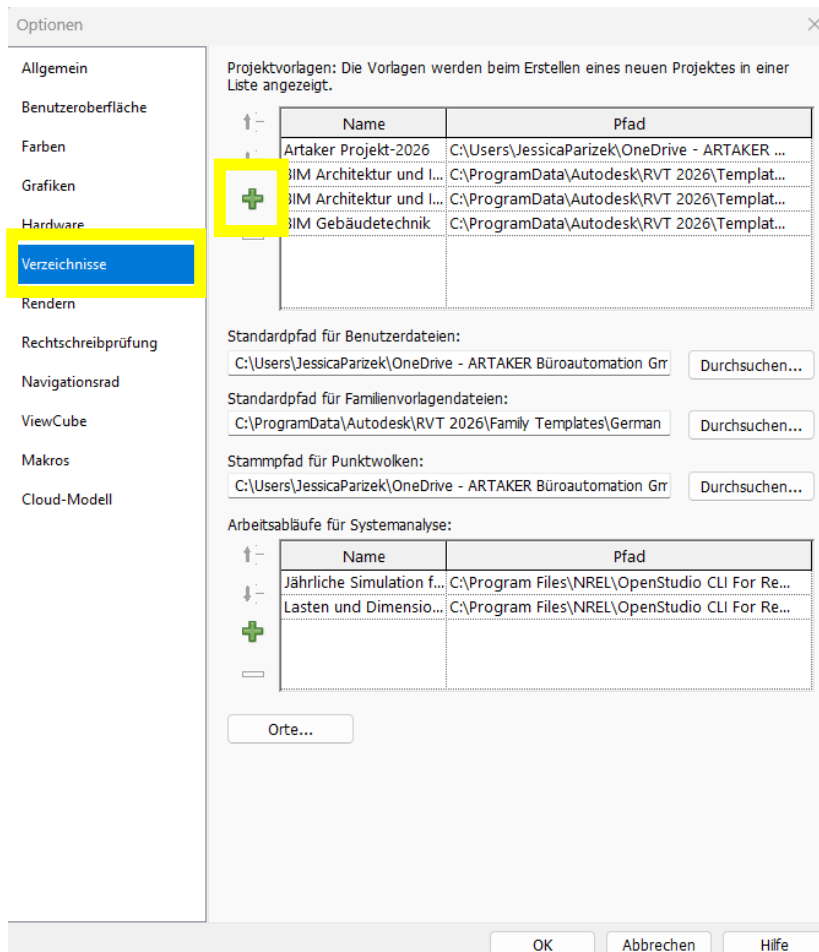 Optionen
Allgemein
Benutzeroberfläche
Farben
Grafiken
Hardware
Verzeichnisse
Rendern
Rechtschreibprüfung
Navigationsrad
ViewCube
Makros
Cloud-Modell
Projektvorlagen: Die Vorlagen werden beim Erstellen eines neuen Projektes in einer
Liste angezeigt.
Name Pfad
Artaker Projekt-2026 C:\Users\JessicaParizek\OneDrive - ARTAKER ...
BIM Architektur und I... C:\ProgramData\Autodesk\RVT 2026\Templat...
BIM Architektur und I... C:\ProgramData\Autodesk\RVT 2026\Templat...
BIM Gebäudetechnik C:\ProgramData\Autodesk\RVT 2026\Templat...
Standardpfad für Benutzerdateien:
C:\Users\JessicaParizek\OneDrive - ARTAKER Büroautomation Gm Durchsuchen...
Standardpfad für Familienvorlagendateien:
C:\ProgramData\Autodesk\RVT 2026\Family Templates\German Durchsuchen...
Stammpfad für Punktwolken:
C:\Users\JessicaParizek\OneDrive - ARTAKER Büroautomation Gm Durchsuchen...
Arbeitsabläufe für Systemanalyse:
Name Pfad
Jährliche Simulation f... C:\Program Files\NREL\OpenStudio CLI For Re...
Lasten und Dimensio... C:\Program Files\NREL\OpenStudio CLI For Re...
Orte...
OK Abbrechen Hilfe